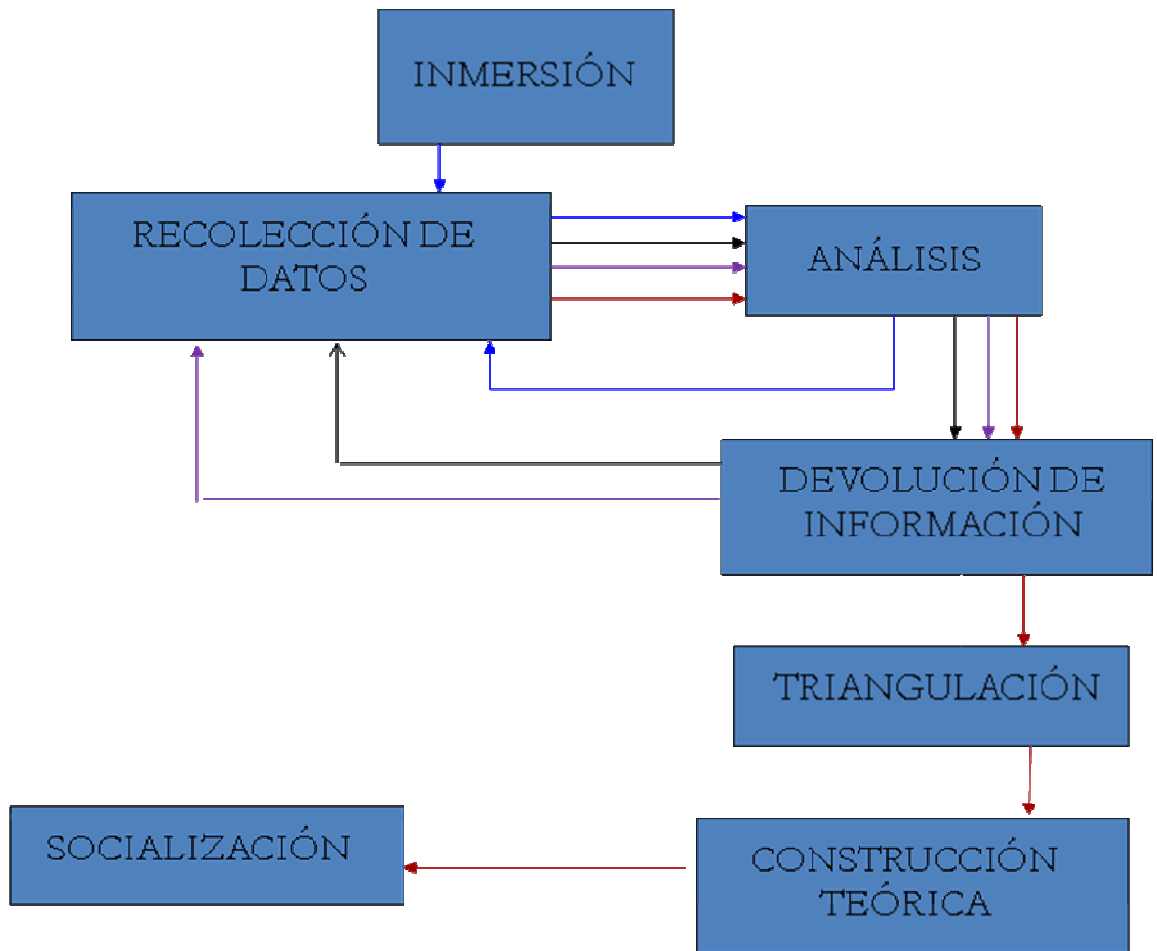 INMERSIÓN
RECOLECCIÓN DE
DATOS
ANÁLISIS
DEVOLUCIÓN DE
INFORMACIÓN
TRIANGULACIÓN
CONSTRUCCIÓN
TEÓRICA
SOCIALIZACIÓN